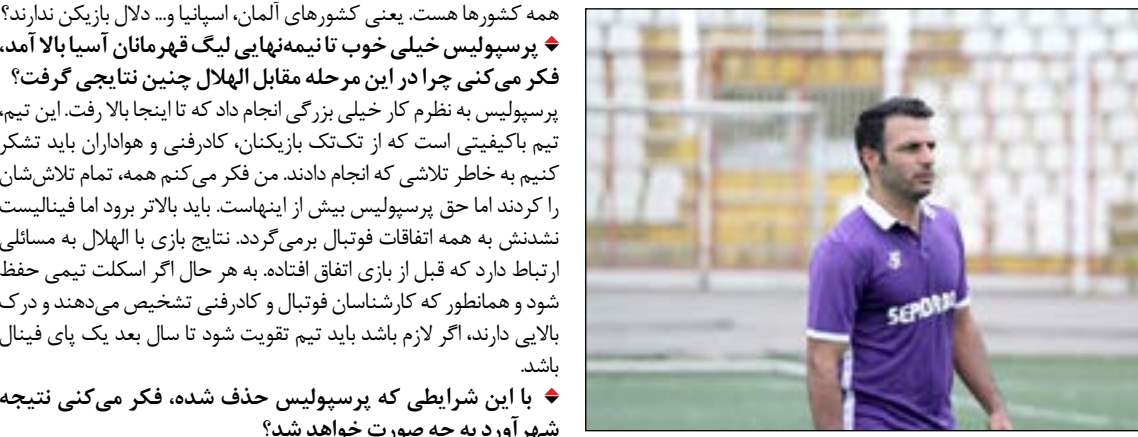 همه کشورها هست. یعنی کشورهای آلمان، اسپانیا و... دلال بازیکن ندارند؟
پرسپولیس خیلی خوب تا نیمه‌نهایی لیگ قهرمانان آسیا بالا آمد،
فکر می‌کنی چرا در این مرحله مقابل الهلال چنین نتایجی گرفت؟
پرسپولیس به نظرم کار خیلی بزرگی انجام داد که تا اینجا بالا رفت. این تیم،
تیم باکیفیتی است که از تک‌تک بازیکنان، کادرفنی و هواداران باید تشکر
کنیم به خاطر تلاشی که انجام دادند. من فکر می‌کنم همه، تمام تلاش‌شان
را کردند اما حق پرسپولیس بیش از اینهاست. باید بالاتر برود اما فینالیست
نشدنش به همه اتفاقات فوتبال برمی‌گردد. نتایج بازی با الهلال به مسائلی
ارتباط دارد که قبل از بازی اتفاق افتاده. به هر حال اگر اسکلت تیمی حفظ
شود و همانطور که کارشناسان فوتبال و کادرفنی تشخیص می‌دهند و درک
بالایی دارند، اگر لازم باشد باید تیم تقویت شود تا سال بعد یک پای فینال
باشد.
با این شرایطی که پرسپولیس حذف شده، فکر می‌کنی نتیجه
شهرآورد به چه صورت خواهد شد؟
5